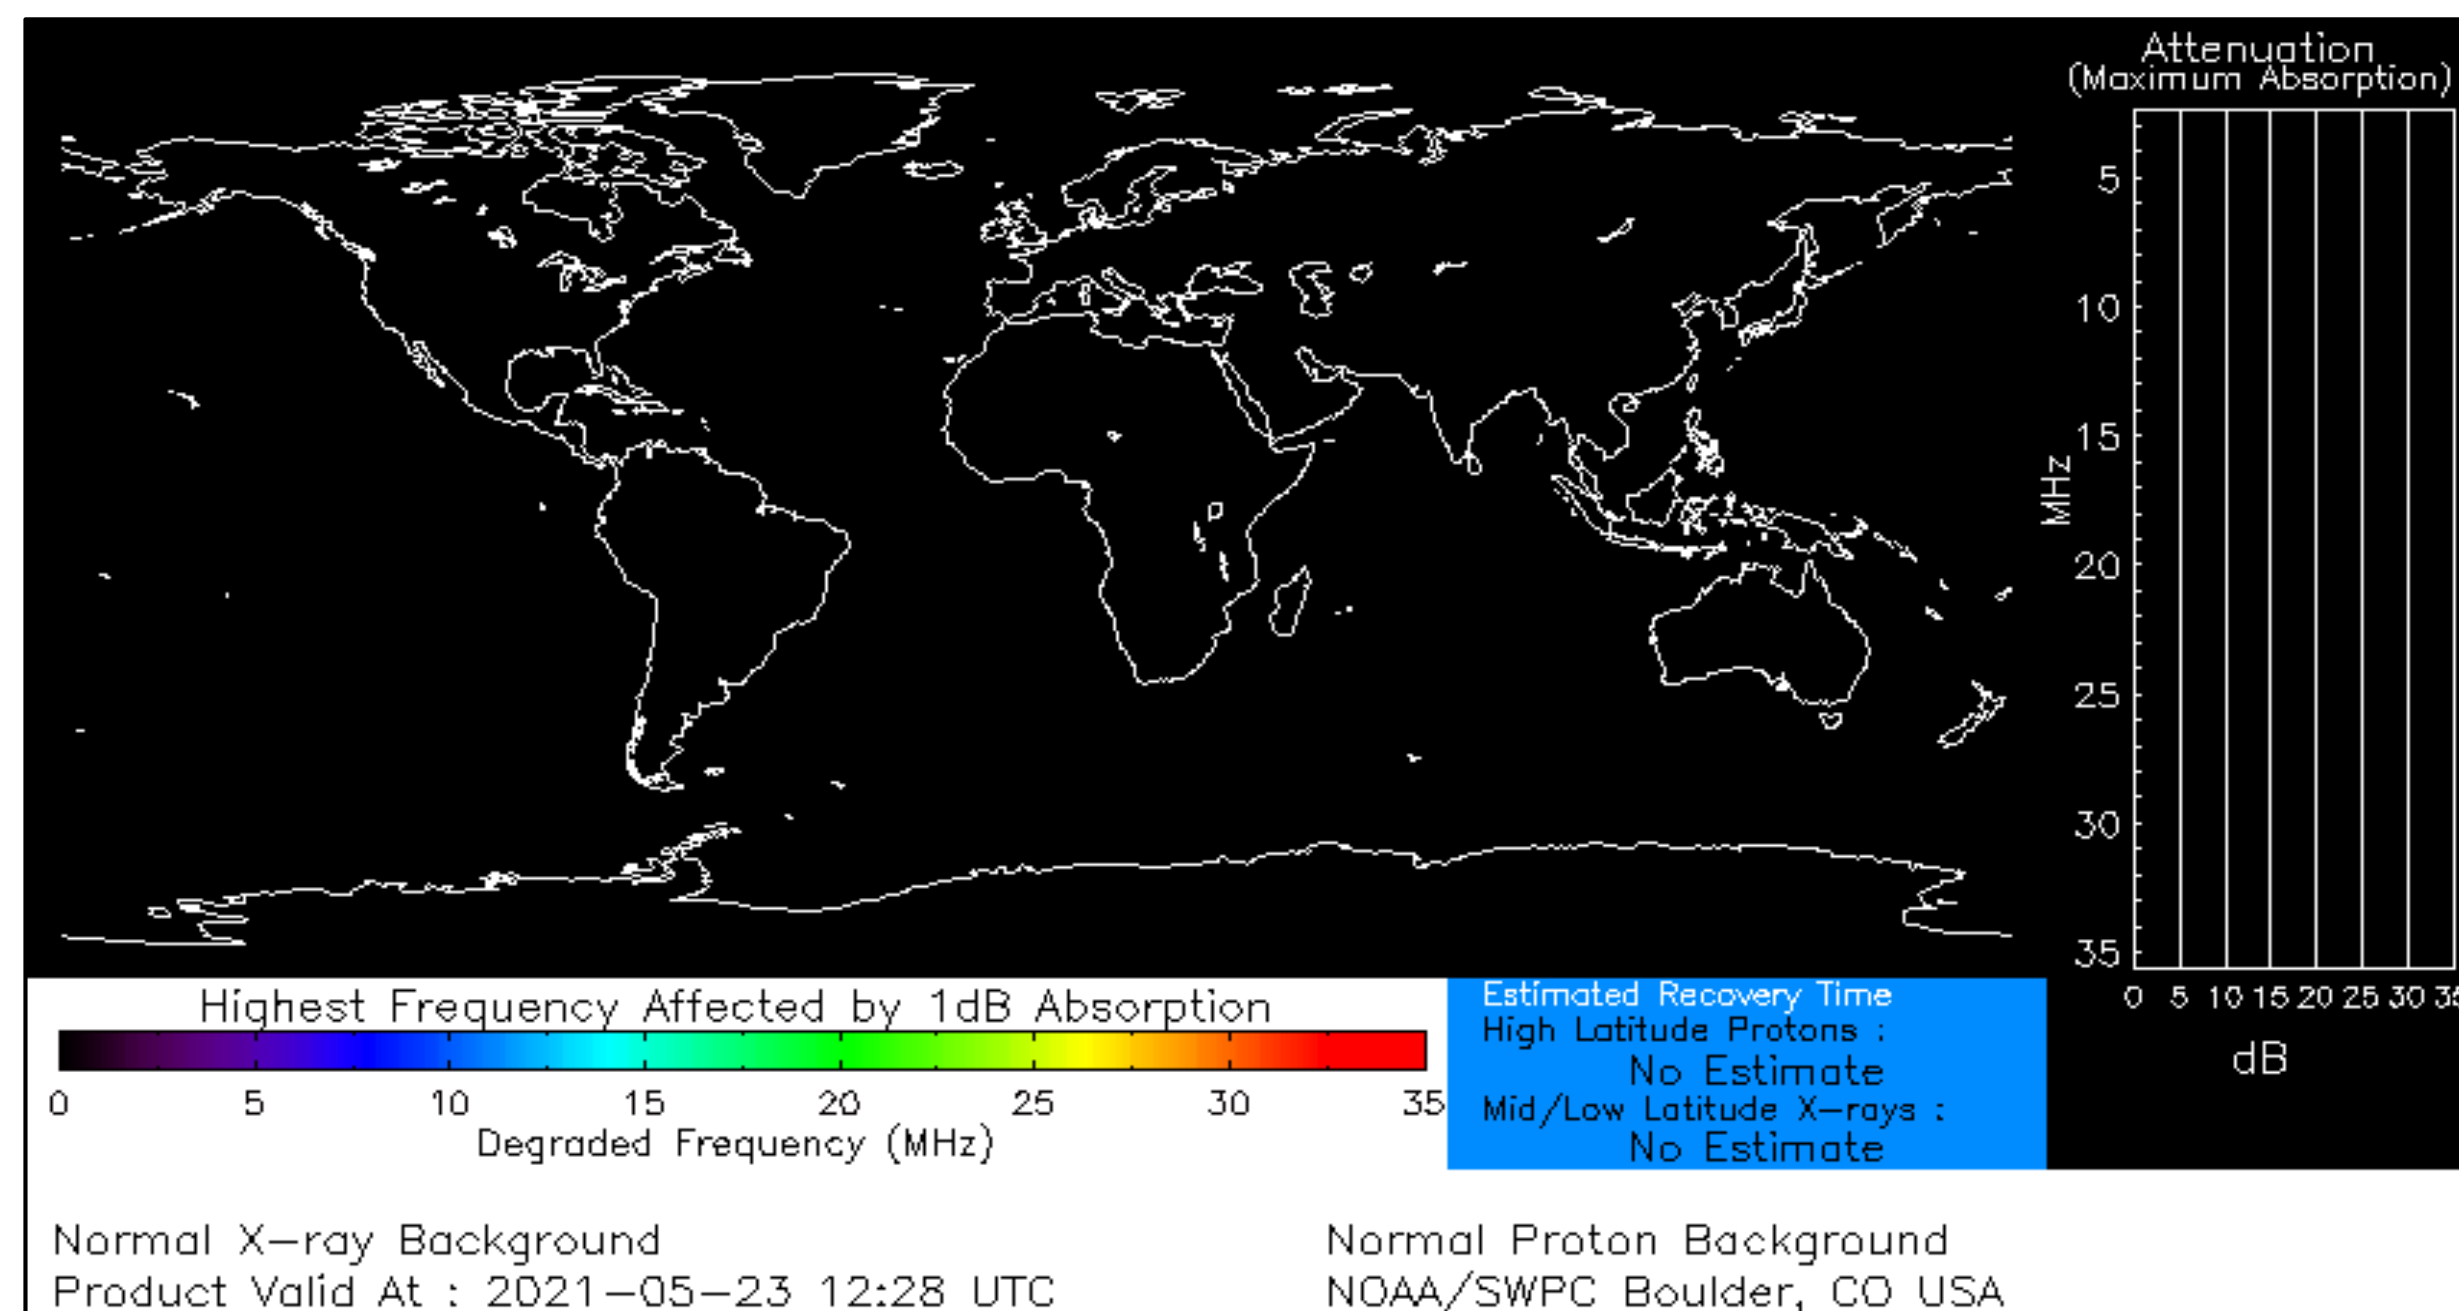 Attenuation
(Maximum Absorption)
5
10
15
20
25
30
35
MHz
0 5 10 15 20 25 30 35
dB
Highest Frequency Affected by 1dB Absorption
0 5 10 15 20 25 30 35
Degraded Frequency (MHz)
Estimated Recovery Time
High Latitude Protons :
No Estimate
Mid/Low Latitude X-rays :
No Estimate
Normal X-ray Background
Normal Proton Background
Product Valid At : 2021-05-23 12:28 UTC
NOAA/SWPC Boulder, CO USA